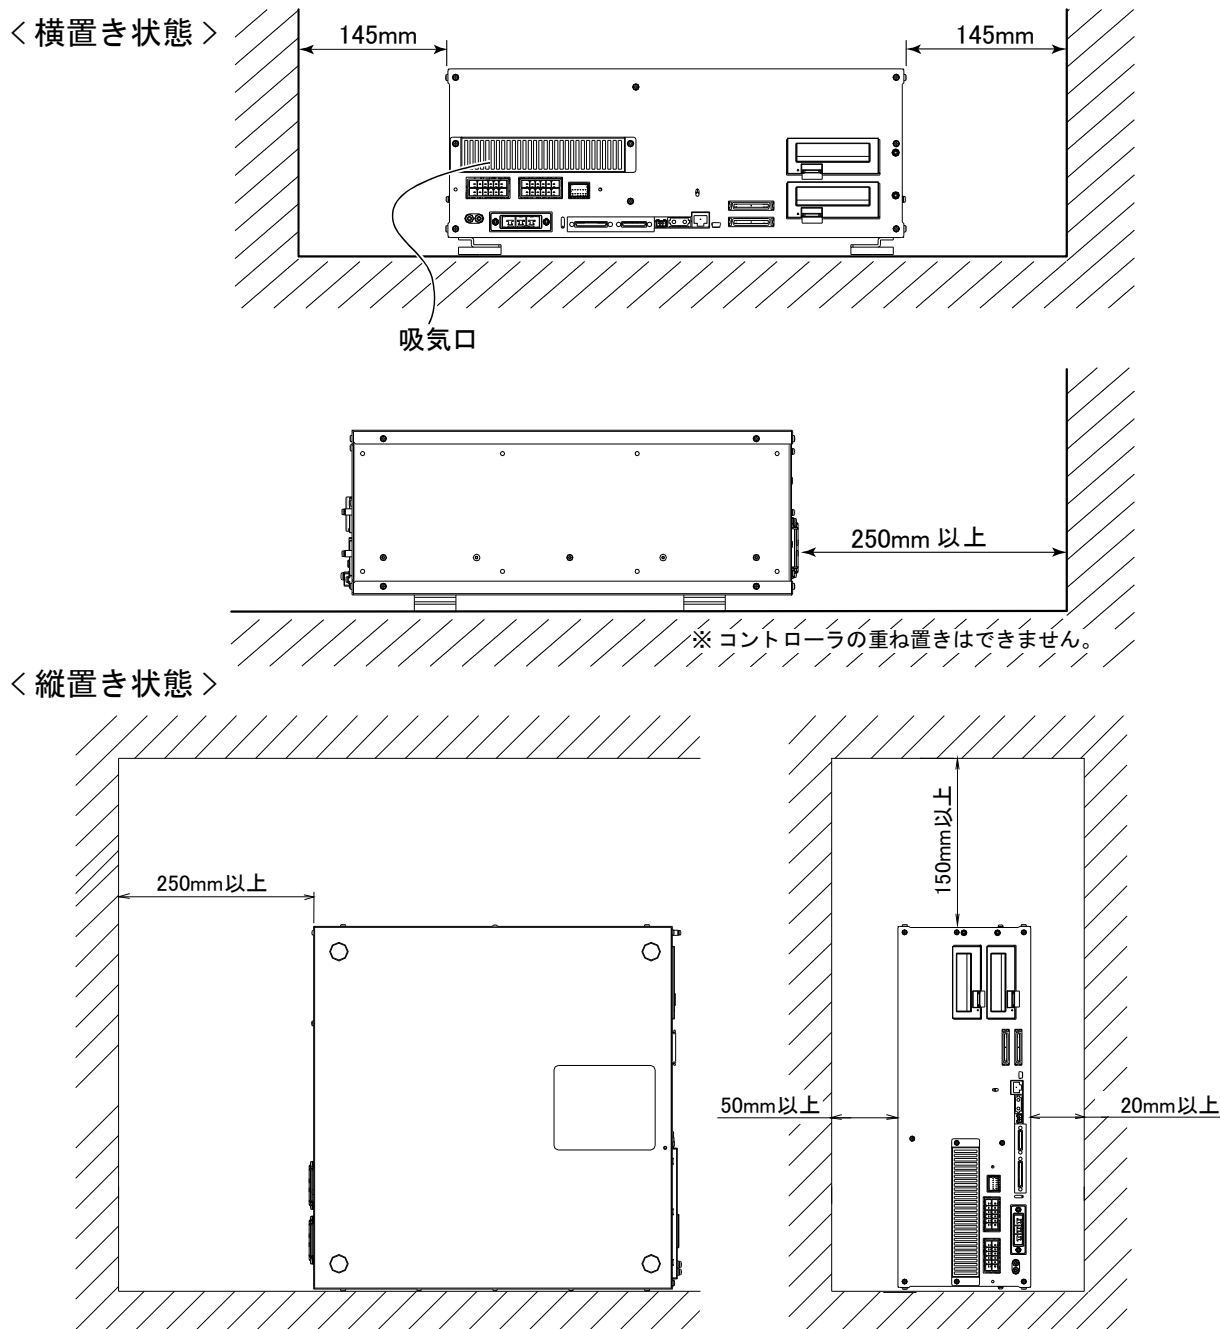 ＜横置き状態＞
145mm
145mm
吸気口
250mm 以上
※ コントローラの重ね置きはできません。
＜縦置き状態＞
250mm以上
150mm以上
50mm以上
20mm以上